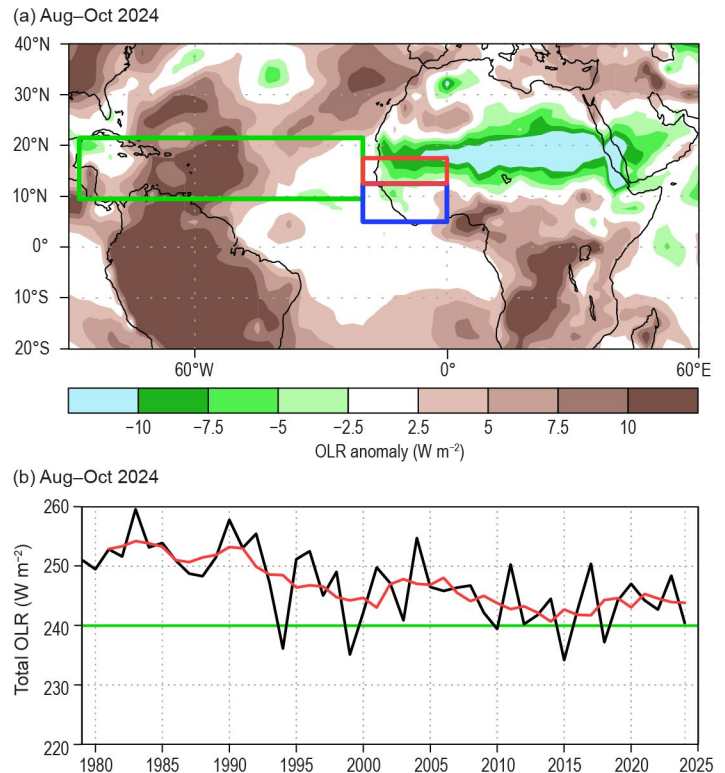 (a) Aug–Oct 2024
40°N
30°N
20°N
10°N
0°
10°S
20°S
60°W 0° 60°E
−10 −7.5 −5 −2.5 2.5 5 7.5 10
OLR anomaly (W m⁻²)
(b) Aug–Oct 2024
260
250
240
230
220
Total OLR (W m⁻²)
1980 1985 1990 1995 2000 2005 2010 2015 2020 2025